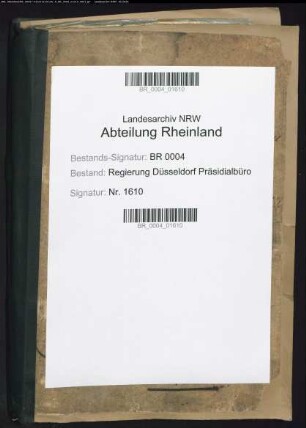 BR_0004_01610
Landesarchiv NRW
Abteilung Rheinland
Bestands-Signatur: BR 0004
Bestand: Regierung Düsseldorf Präsidialbüro
Signatur: Nr. 1610
BR_0004_01610